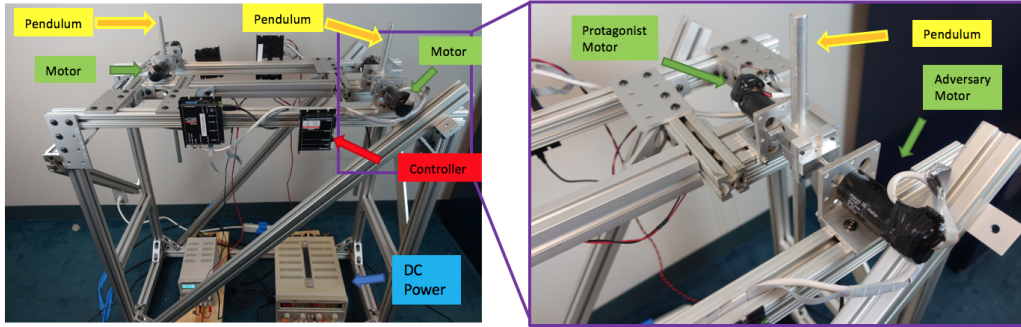 Pendulum
Pendulum
Motor
Motor
Controller
DC
Power
Protagonist
Motor
Pendulum
Adversary
Motor